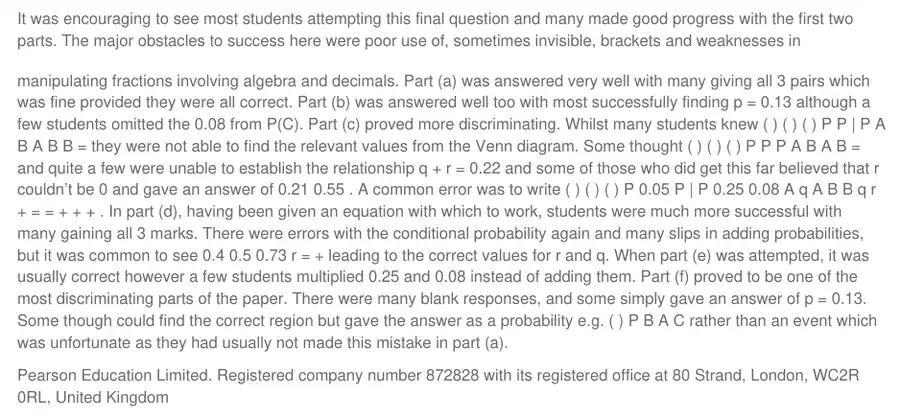 It was encouraging to see most students attempting this final question and many made good progress with the first two
parts. The major obstacles to success here were poor use of, sometimes invisible, brackets and weaknesses in
manipulating fractions involving algebra and decimals. Part (a) was answered very well with many giving all 3 pairs which
was fine provided they were all correct. Part (b) was answered well too with most successfully finding p = 0.13 although a
few students omitted the 0.08 from P(C). Part (c) proved more discriminating. Whilst many students knew ( ) ( ) ( ) P P | P A
B A B B = they were not able to find the relevant values from the Venn diagram. Some thought ( ) ( ) ( ) P P P A B A B =
and quite a few were unable to establish the relationship q + r = 0.22 and some of those who did get this far believed that r
couldn't be 0 and gave an answer of 0.21 0.55 . A common error was to write ( ) ( ) ( ) P 0.05 P | P 0.25 0.08 A q A B B q r
+ = = + + + . In part (d), having been given an equation with which to work, students were much more successful with
many gaining all 3 marks. There were errors with the conditional probability again and many slips in adding probabilities,
but it was common to see 0.4 0.5 0.73 r = + leading to the correct values for r and q. When part (e) was attempted, it was
usually correct however a few students multiplied 0.25 and 0.08 instead of adding them. Part (f) proved to be one of the
most discriminating parts of the paper. There were many blank responses, and some simply gave an answer of p = 0.13.
Some though could find the correct region but gave the answer as a probability e.g. ( ) P B A C rather than an event which
was unfortunate as they had usually not made this mistake in part (a).
Pearson Education Limited. Registered company number 872828 with its registered office at 80 Strand, London, WC2R
0RL, United Kingdom